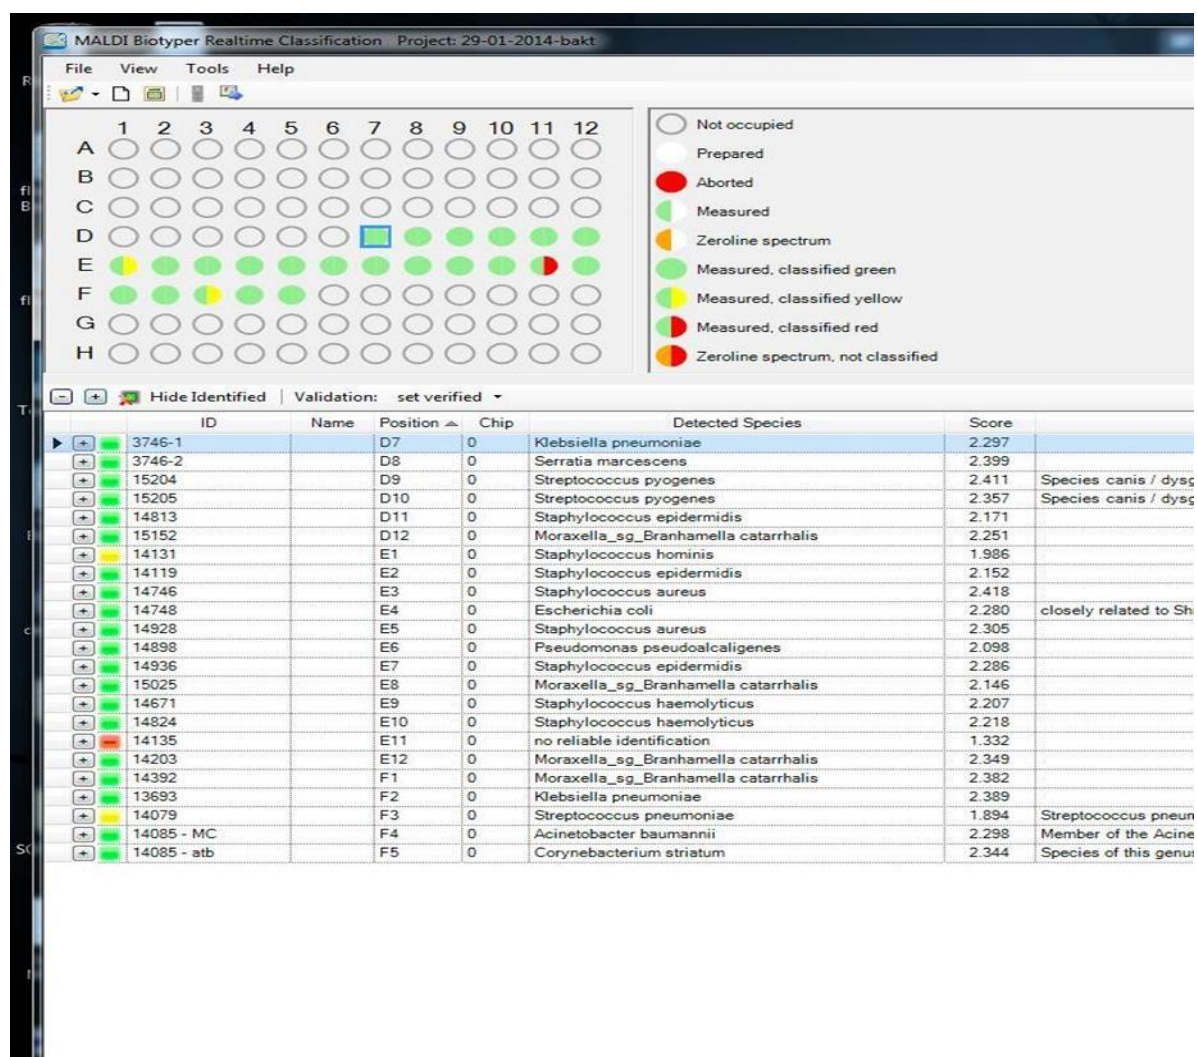 MALDI Biotyper Realtime Classification Project: 29-01-2014-bakt
File View Tools Help
1 2 3 4 5 6 7 8 9 10 11 12
A
B
C
D
E
F
G
H
Not occupied
Prepared
Aborted
Measured
Zeroline spectrum
Measured, classified green
Measured, classified yellow
Measured, classified red
Zeroline spectrum, not classified
Hide Identified Validation: set verified
ID Name Position Chip Detected Species Score
3746-1 D7 0 Klebsiella pneumoniae 2.297
3746-2 D8 0 Serratia marcescens 2.399
15204 D9 0 Streptococcus pyogenes 2.411 Species canis / dysg
15205 D10 0 Streptococcus pyogenes 2.357 Species canis / dysg
14813 D11 0 Staphylococcus epidermidis 2.171
15152 D12 0 Moraxella_sg_Branhamella catarrhalis 2.251
14131 E1 0 Staphylococcus hominis 1.986
14119 E2 0 Staphylococcus epidermidis 2.152
14746 E3 0 Staphylococcus aureus 2.418
14748 E4 0 Escherichia coli 2.280 closely related to Sh
14928 E5 0 Staphylococcus aureus 2.305
14898 E6 0 Pseudomonas pseudoalcaligenes 2.098
14936 E7 0 Staphylococcus epidermidis 2.286
15025 E8 0 Moraxella_sg_Branhamella catarrhalis 2.146
14671 E9 0 Staphylococcus haemolyticus 2.207
14824 E10 0 Staphylococcus haemolyticus 2.218
14135 E11 0 no reliable identification 1.332
14203 E12 0 Moraxella_sg_Branhamella catarrhalis 2.349
14392 F1 0 Moraxella_sg_Branhamella catarrhalis 2.382
13693 F2 0 Klebsiella pneumoniae 2.389
14079 F3 0 Streptococcus pneumoniae 1.894 Streptococcus pneum
14085 - MC F4 0 Acinetobacter baumannii 2.298 Member of the Acine
14085 - atb F5 0 Corynebacterium striatum 2.344 Species of this genus